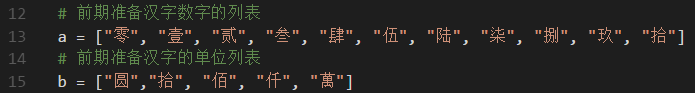 12 # 前期准备汉字数字的列表
13 a = ["零", "壹", "贰", "叁", "肆", "伍", "陆", "柒", "捌", "玖", "拾"]
14 # 前期准备汉字的单位列表
15 b = ["圆","拾", "佰", "仟", "萬"]